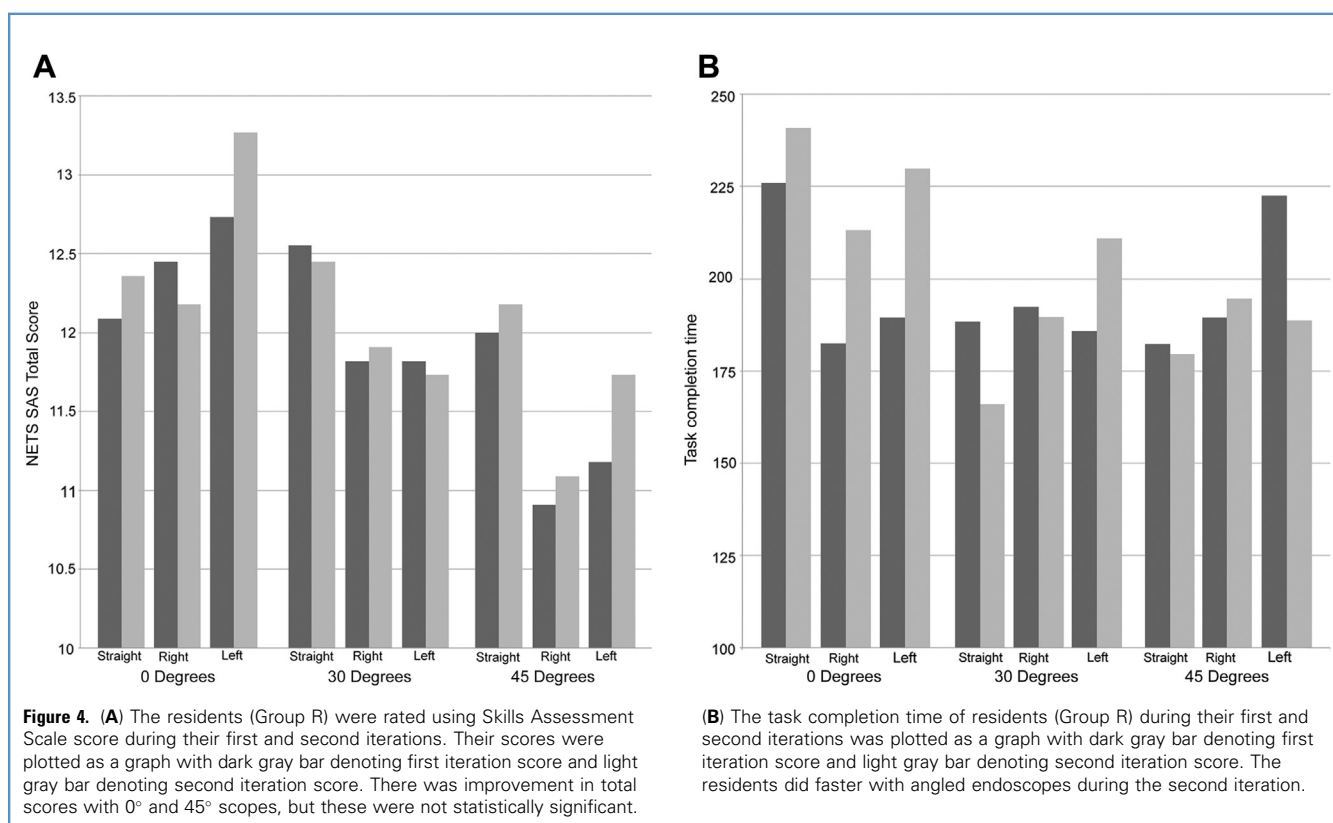 A
13.5
13
12.5
12
11.5
11
10.5
10
NETS SAS Total Score
Straight Right Left Straight Right Left Straight Right Left
0 Degrees 30 Degrees 45 Degrees
B
250
225
200
175
150
125
100
Task completion time
Straight Right Left Straight Right Left Straight Right Left
0 Degrees 30 Degrees 45 Degrees
Figure 4. (A) The residents (Group R) were rated using Skills Assessment
Scale score during their first and second iterations. Their scores were
plotted as a graph with dark gray bar denoting first iteration score and light
gray bar denoting second iteration score. There was improvement in total
scores with 0° and 45° scopes, but these were not statistically significant.
(B) The task completion time of residents (Group R) during their first and
second iterations was plotted as a graph with dark gray bar denoting first
iteration score and light gray bar denoting second iteration score. The
residents did faster with angled endoscopes during the second iteration.